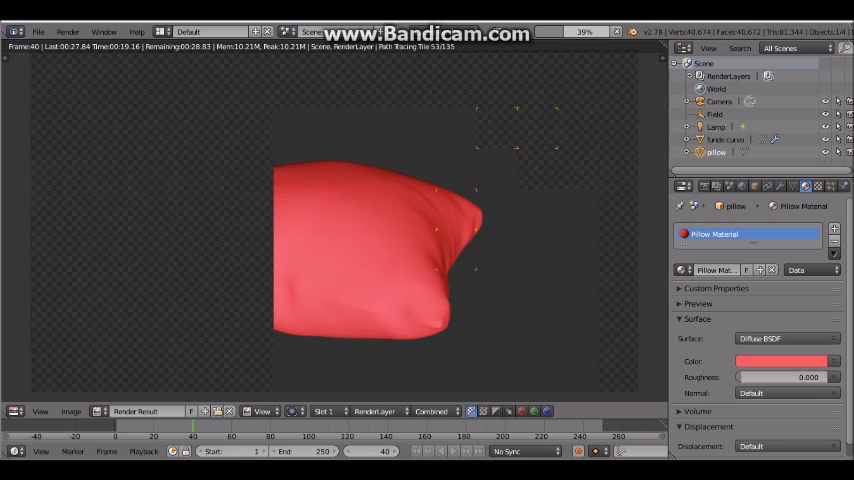 www.Bandicam.com
File Render Window Help Default Scene 39% v2.78 | Verts:40,674 | Faces:40,672 | Tris:81,344 | Objects:1/4 |
Frame:40 | Last:00:27.84 Time:00:19.16 | Remaining:00:28.83 | Mem:10.21M, Peak:10.21M | Scene, RenderLayer | Path Tracing Tile 53/135
View Search All Scenes
Scene
RenderLayers
World
Camera
Field
Lamp
fundo curvo
pillow
pillow Pillow Material
Pillow Material
Pillow Mat... F Data
Custom Properties
Preview
Surface
Surface: Diffuse BSDF
Color:
Roughness: 0.000
Normal: Default
Volume
Displacement
Displacement: Default
View Image Render Result F View Slot 1 RenderLayer Combined
-40 -20 0 20 40 60 80 100 120 140 160 180 200 220 240 260
View Marker Frame Playback Start: 1 End: 250 40 No Sync